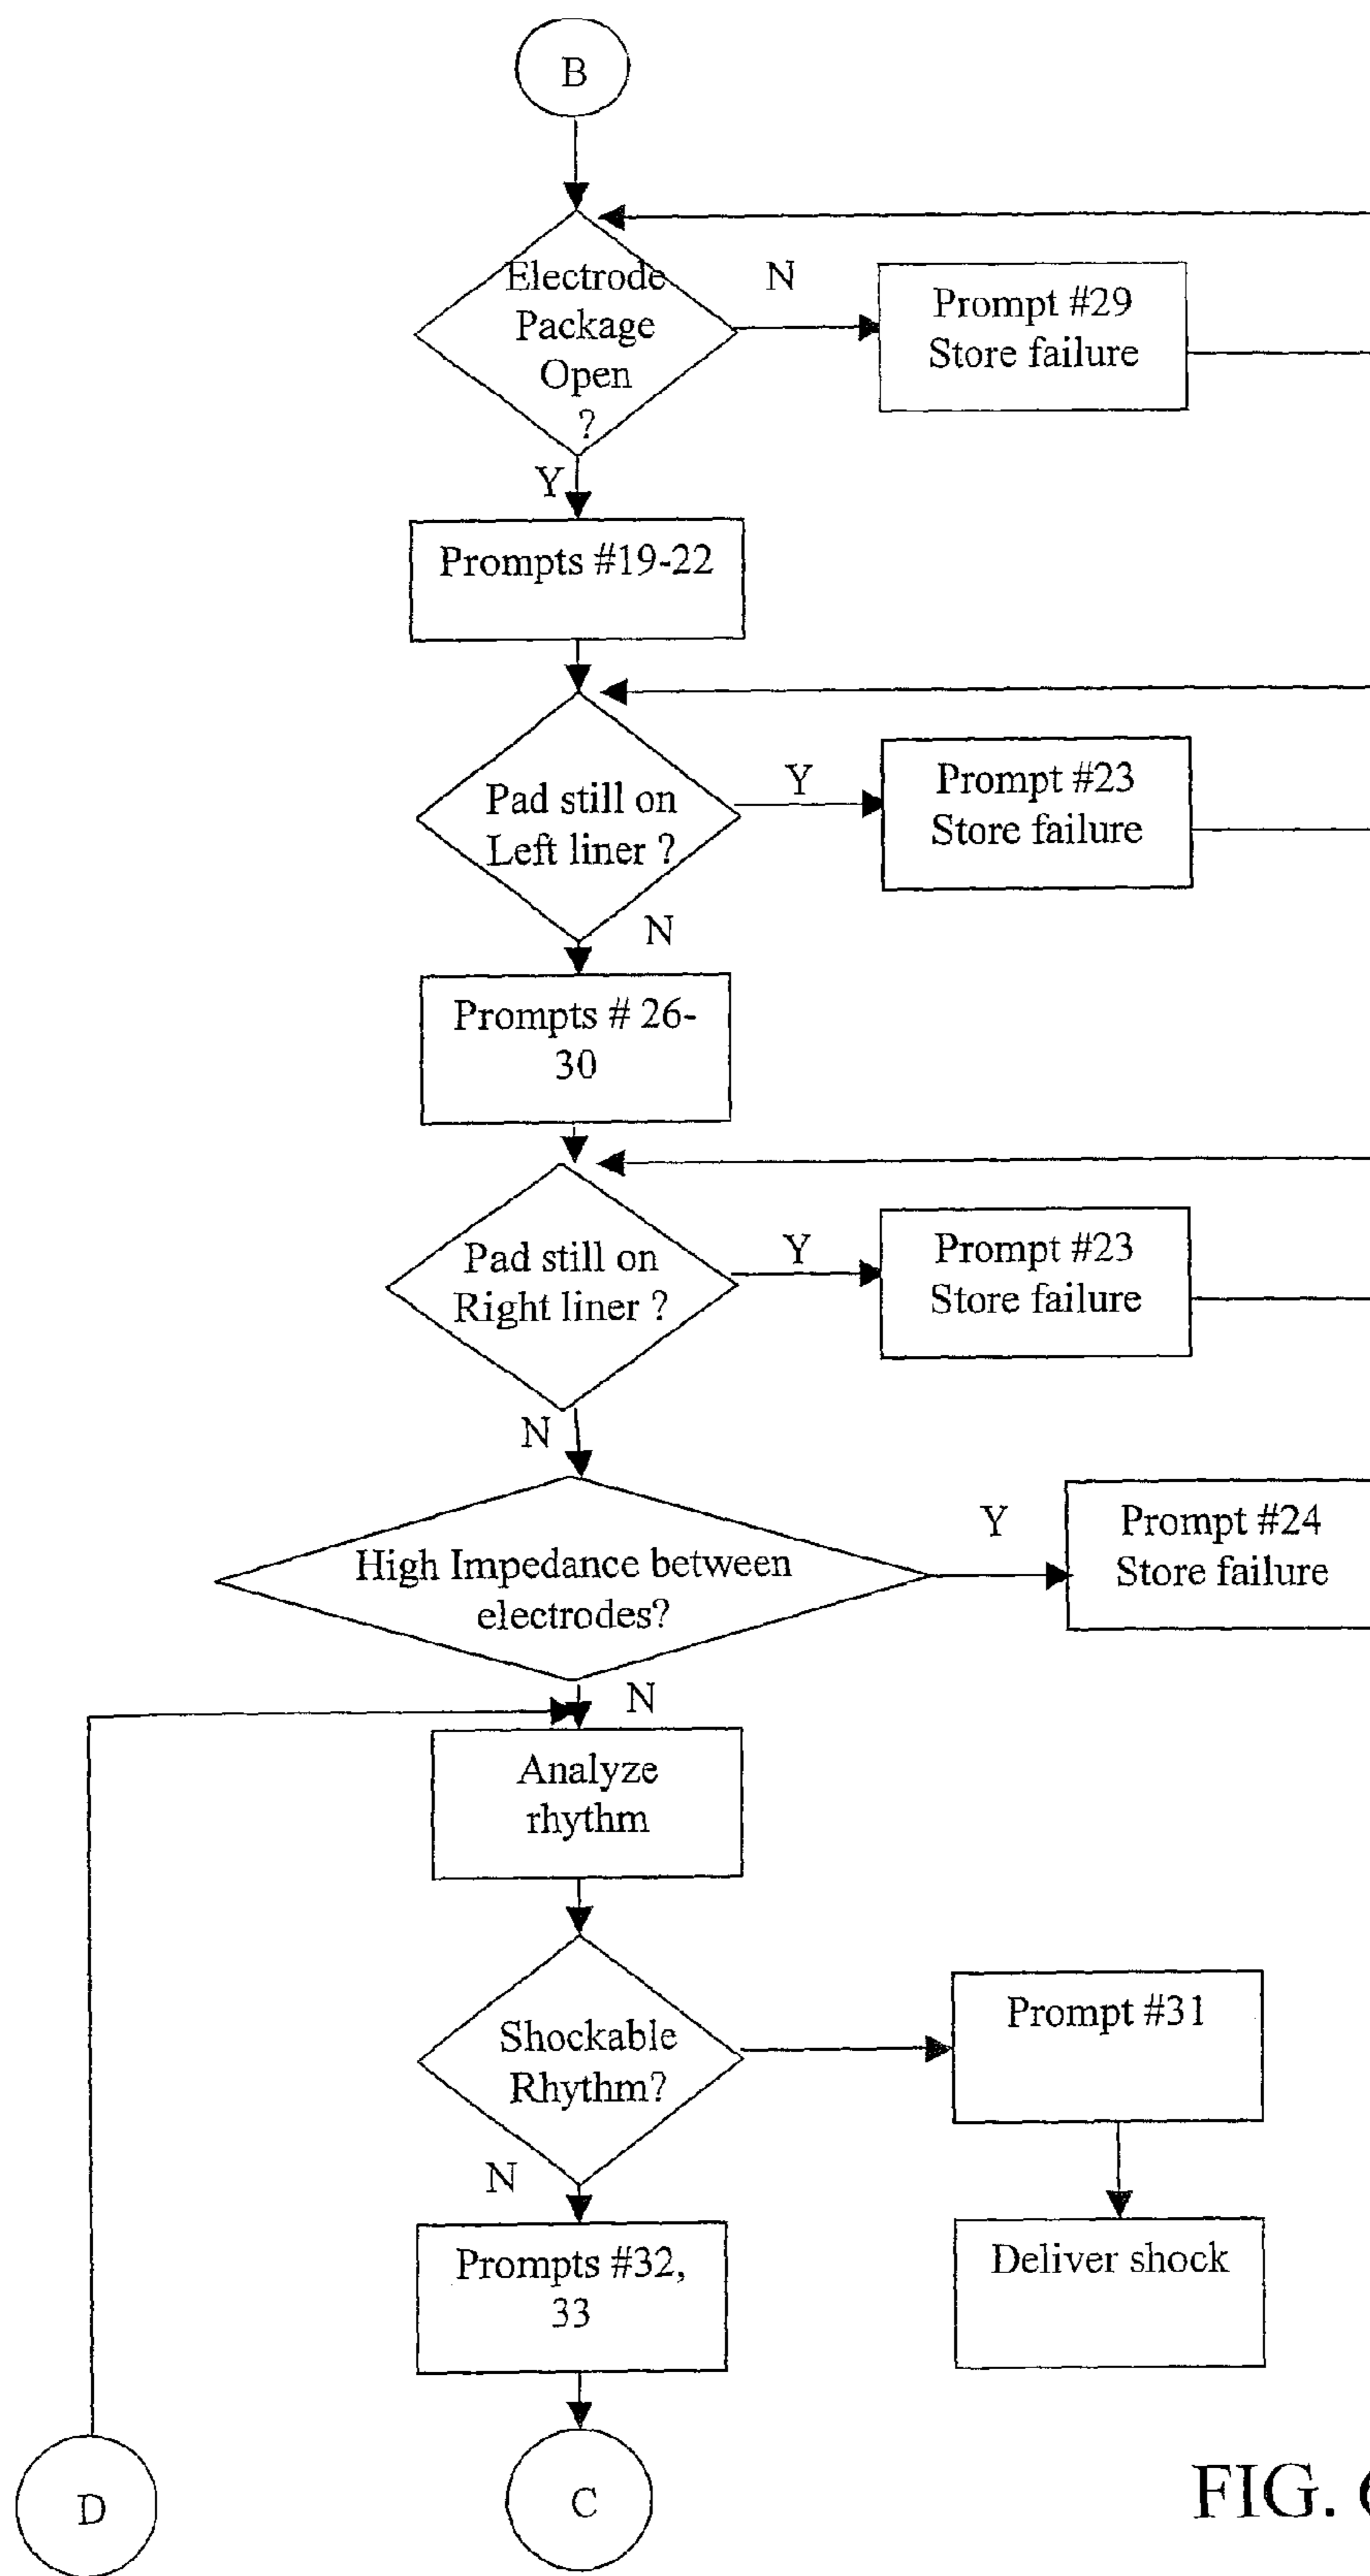 B
Electrode
Package
Open
?
N
Prompt #29
Store failure
Y
Prompts #19-22
Pad still on
Left liner ?
Y
Prompt #23
Store failure
N
Prompts # 26-
30
Pad still on
Right liner ?
Y
Prompt #23
Store failure
N
High Impedance between
electrodes?
Y
Prompt #24
Store failure
N
Analyze
rhythm
Shockable
Rhythm?
Prompt #31
N
Deliver shock
Prompts #32,
33
D
C
FIG. 6